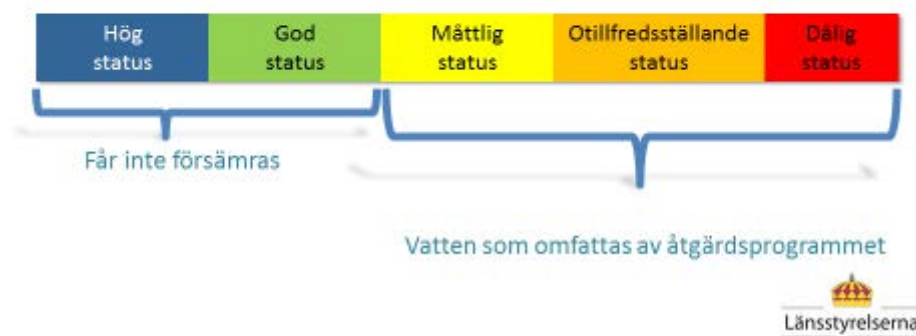 Hög status
God status
Måttlig status
Otillfredsställande status
Dålig status
Får inte försämras
Vatten som omfattas av åtgärdsprogrammet
Länsstyrelserna